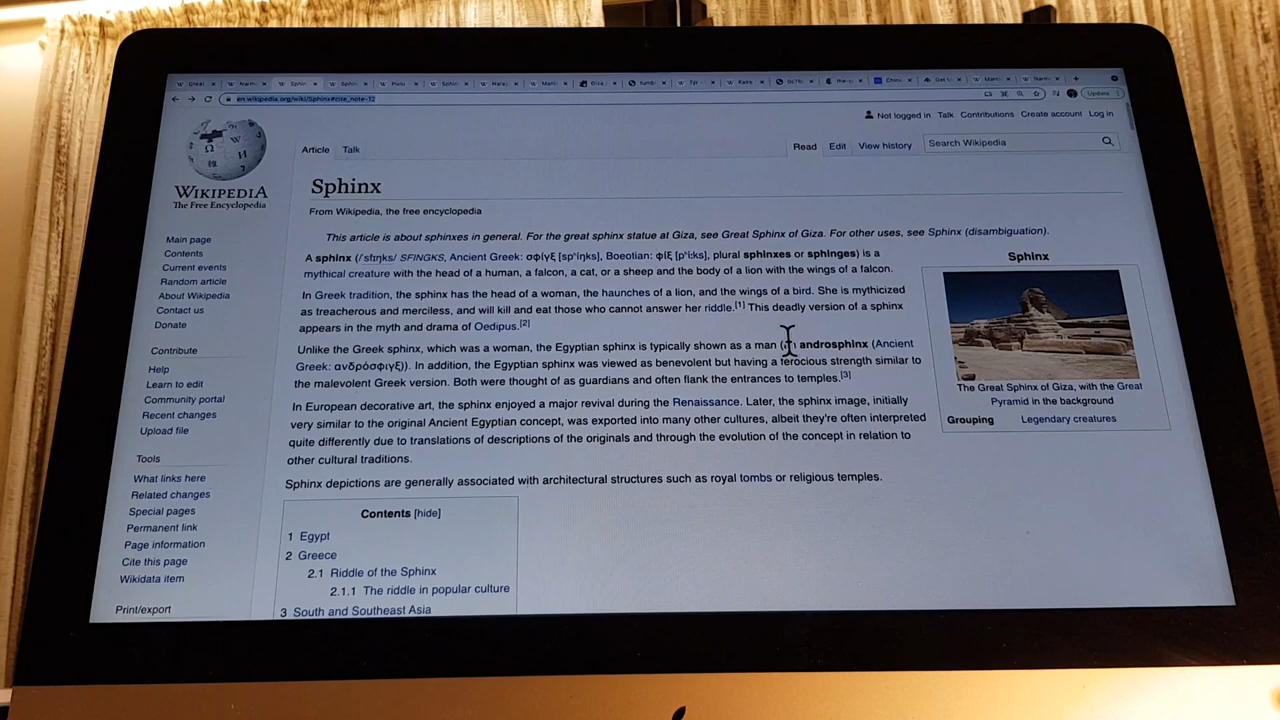 en.wikipedia.org/wiki/Sphinx#cite_note-12
Update
Not logged in Talk Contributions Create account Log in
Article Talk
Read Edit View history
Search Wikipedia
WIKIPEDIA
The Free Encyclopedia
Main page
Contents
Current events
Random article
About Wikipedia
Contact us
Donate
Contribute
Help
Learn to edit
Community portal
Recent changes
Upload file
Tools
What links here
Related changes
Special pages
Permanent link
Page information
Cite this page
Wikidata item
Print/export
Sphinx
From Wikipedia, the free encyclopedia
This article is about sphinxes in general. For the great sphinx statue at Giza, see Great Sphinx of Giza. For other uses, see Sphinx (disambiguation).
A sphinx (/ˈsfɪŋks/ SFINGKS, Ancient Greek: σφίγξ [spʰíŋks], Boeotian: φίξ [pʰíːks], plural sphinxes or sphinges) is a
mythical creature with the head of a human, a falcon, a cat, or a sheep and the body of a lion with the wings of a falcon.
In Greek tradition, the sphinx has the head of a woman, the haunches of a lion, and the wings of a bird. She is mythicized
as treacherous and merciless, and will kill and eat those who cannot answer her riddle.[1] This deadly version of a sphinx
appears in the myth and drama of Oedipus.[2]
Unlike the Greek sphinx, which was a woman, the Egyptian sphinx is typically shown as a man ( androsphinx (Ancient
Greek: ανδρόσφιγξ)). In addition, the Egyptian sphinx was viewed as benevolent but having a ferocious strength similar to
the malevolent Greek version. Both were thought of as guardians and often flank the entrances to temples.[3]
In European decorative art, the sphinx enjoyed a major revival during the Renaissance. Later, the sphinx image, initially
very similar to the original Ancient Egyptian concept, was exported into many other cultures, albeit they're often interpreted
quite differently due to translations of descriptions of the originals and through the evolution of the concept in relation to
other cultural traditions.
Sphinx depictions are generally associated with architectural structures such as royal tombs or religious temples.
Contents [hide]
1 Egypt
2 Greece
2.1 Riddle of the Sphinx
2.1.1 The riddle in popular culture
3 South and Southeast Asia
Sphinx
The Great Sphinx of Giza, with the Great
Pyramid in the background
Grouping Legendary creatures